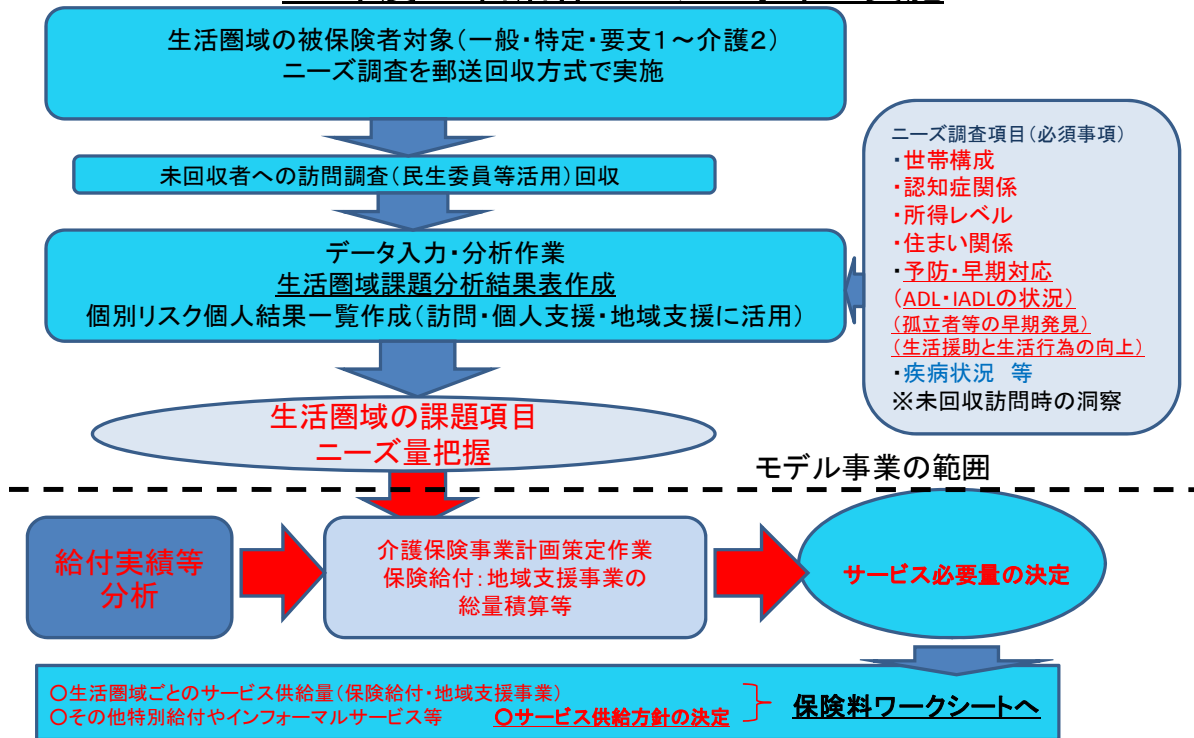 生活圏域の被保険者対象(一般・特定・要支1～介護2)
ニーズ調査を郵送回収方式で実施
未回収者への訪問調査(民生委員等活用)回収
データ入力・分析作業
生活圏域課題分析結果表作成
個別リスク個人結果一覧作成(訪問・個人支援・地域支援に活用)
ニーズ調査項目(必須事項)
・世帯構成
・認知症関係
・所得レベル
・住まい関係
・予防・早期対応
(ADL・IADLの状況)
(孤立者等の早期発見)
(生活援助と生活行為の向上)
・疾病状況 等
※未回収訪問時の洞察
生活圏域の課題項目
ニーズ量把握
モデル事業の範囲
給付実績等
分析
介護保険事業計画策定作業
保険給付：地域支援事業の
総量積算等
サービス必要量の決定
○生活圏域ごとのサービス供給量(保険給付・地域支援事業)
○その他特別給付やインフォーマルサービス等 ○サービス供給方針の決定
保険料ワークシートへ